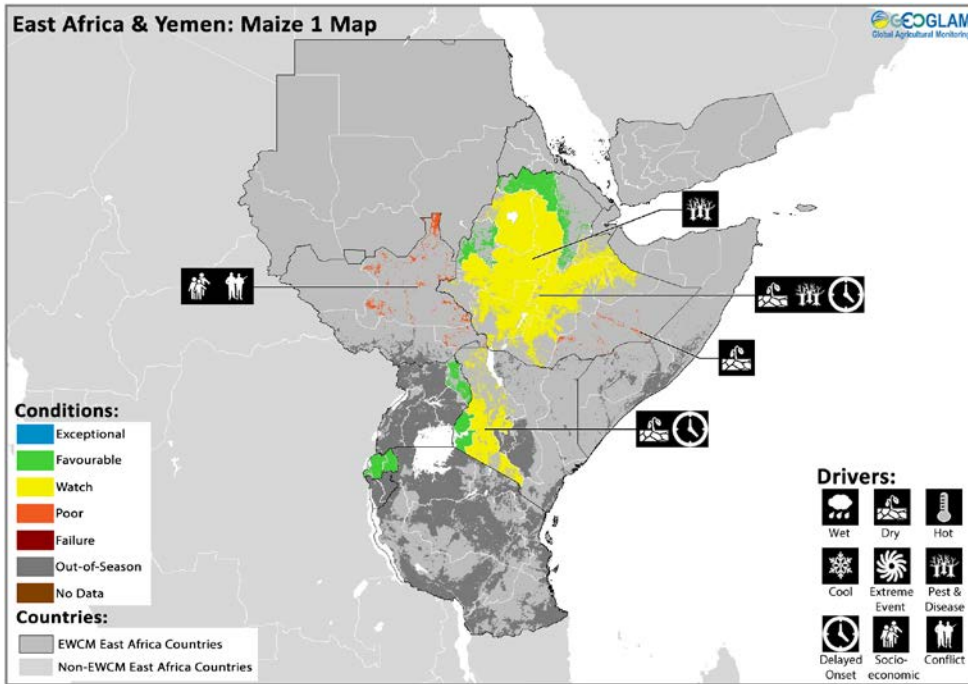 East Africa & Yemen: Maize 1 Map
GEOGLAM
Global Agricultural Monitoring
Conditions:
Exceptional
Favourable
Watch
Poor
Failure
Out-of-Season
No Data
Countries:
EWCM East Africa Countries
Non-EWCM East Africa Countries
Drivers:
Wet
Dry
Hot
Cool
Extreme
Event
Pest &
Disease
Delayed
Onset
Socio-
economic
Conflict